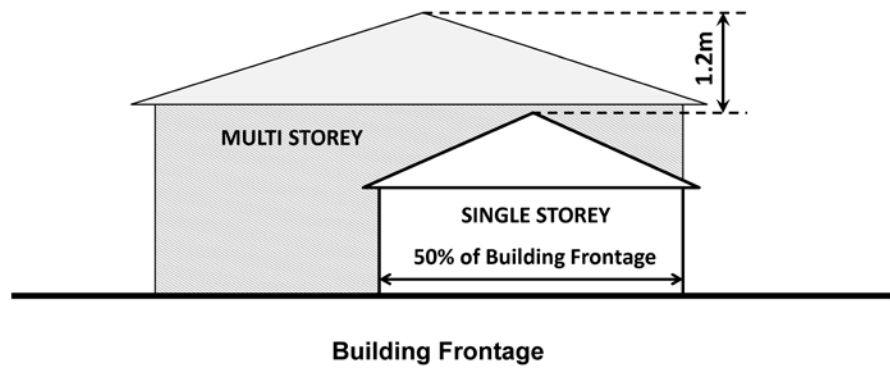 1.2m
MULTI STOREY
SINGLE STOREY
50% of Building Frontage
Building Frontage